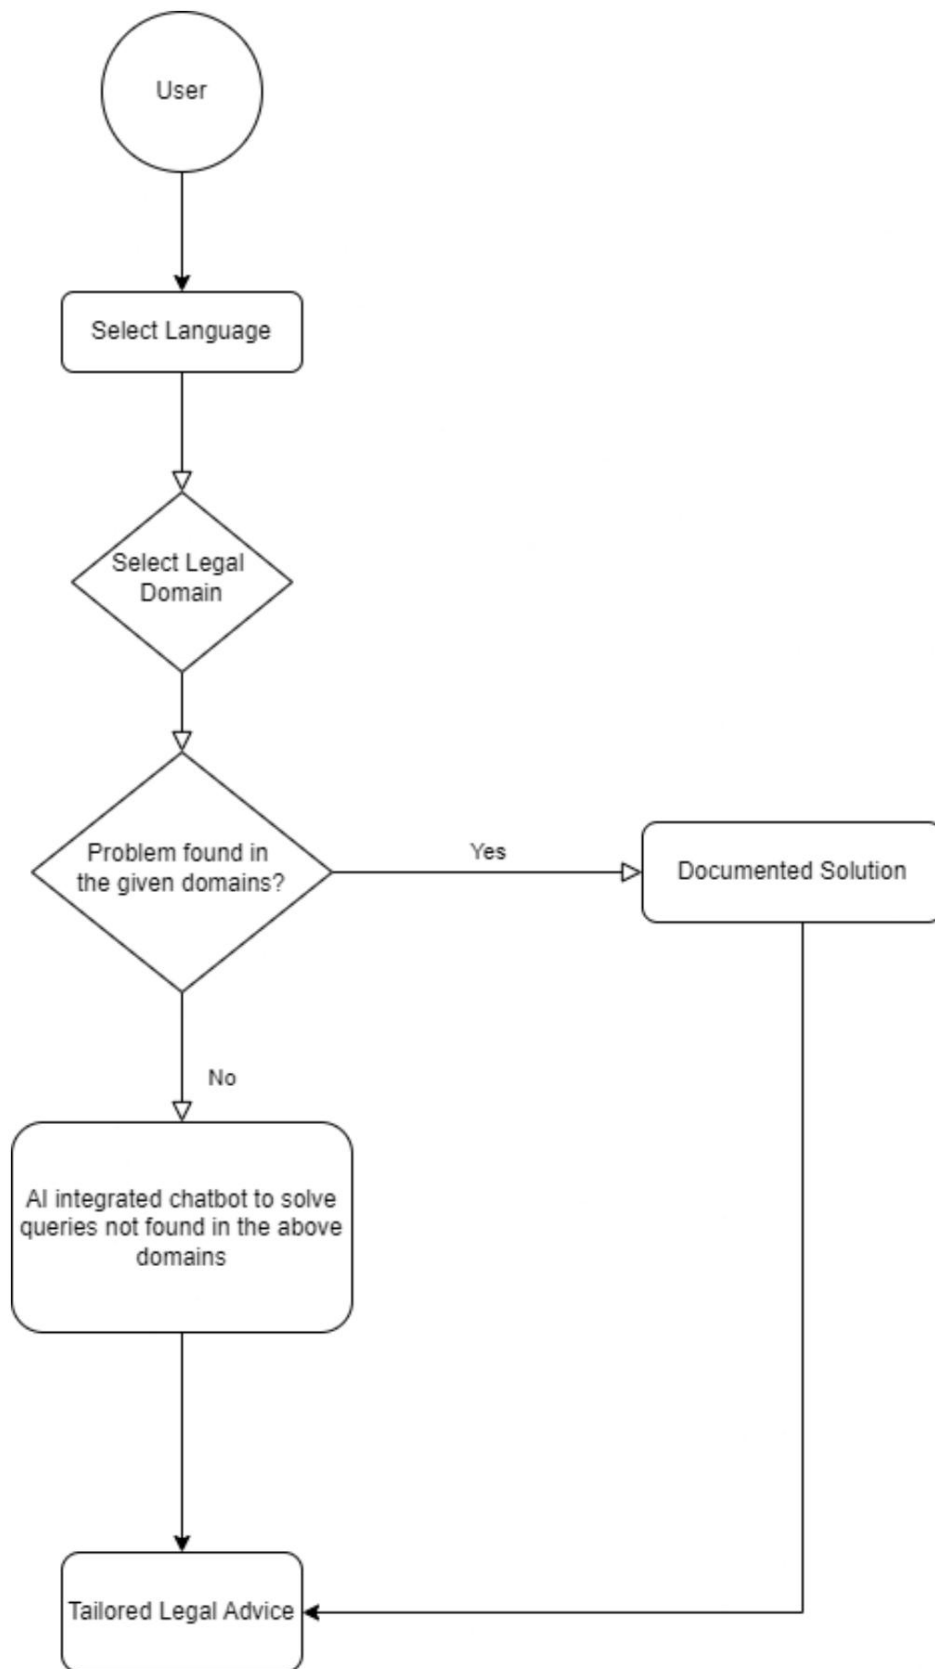 User
Select Language
Select Legal
Domain
Problem found in
the given domains?
Yes
Documented Solution
No
AI integrated chatbot to solve
queries not found in the above
domains
Tailored Legal Advice